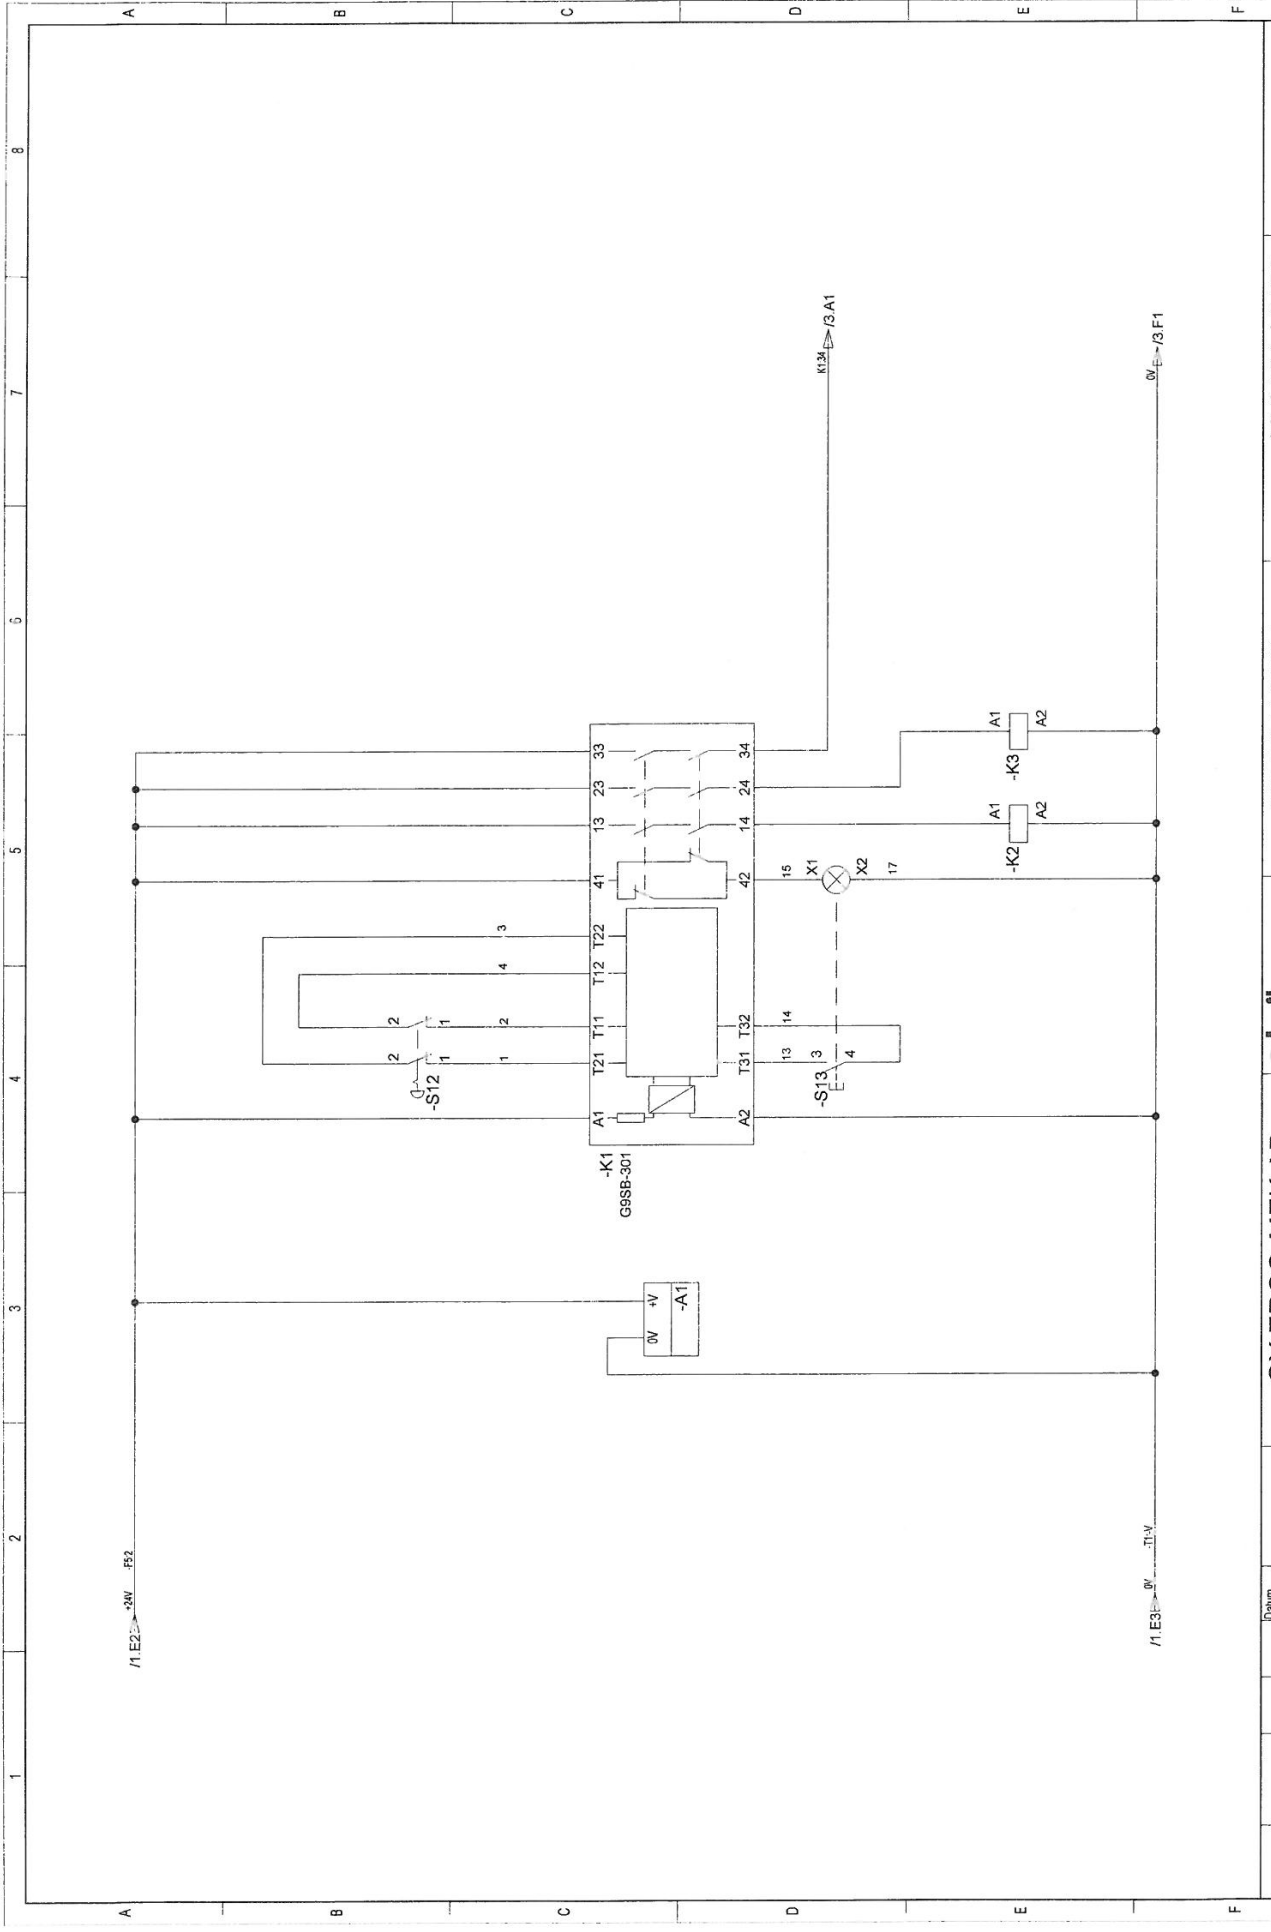 1 2 3 4 5 6 7 8
A
/1.E2 +24V -F5:2
B
2 2
-S12
1 1
1 2 4 3
C
A1 T21 T11 T12 T22 41 13 23 33
-K1
G9SB-301
0V +V
-A1
A2 T31 T32 42 14 24 34
D
13 14 15
3 X1
-S13
4 X2
17
K1:34
/3.A1
E
A1 A1
-K2 -K3
A2 A2
/1.E3 0V -T1:-V
0V /3.F1
F
Datum
A
B
C
D
E
F